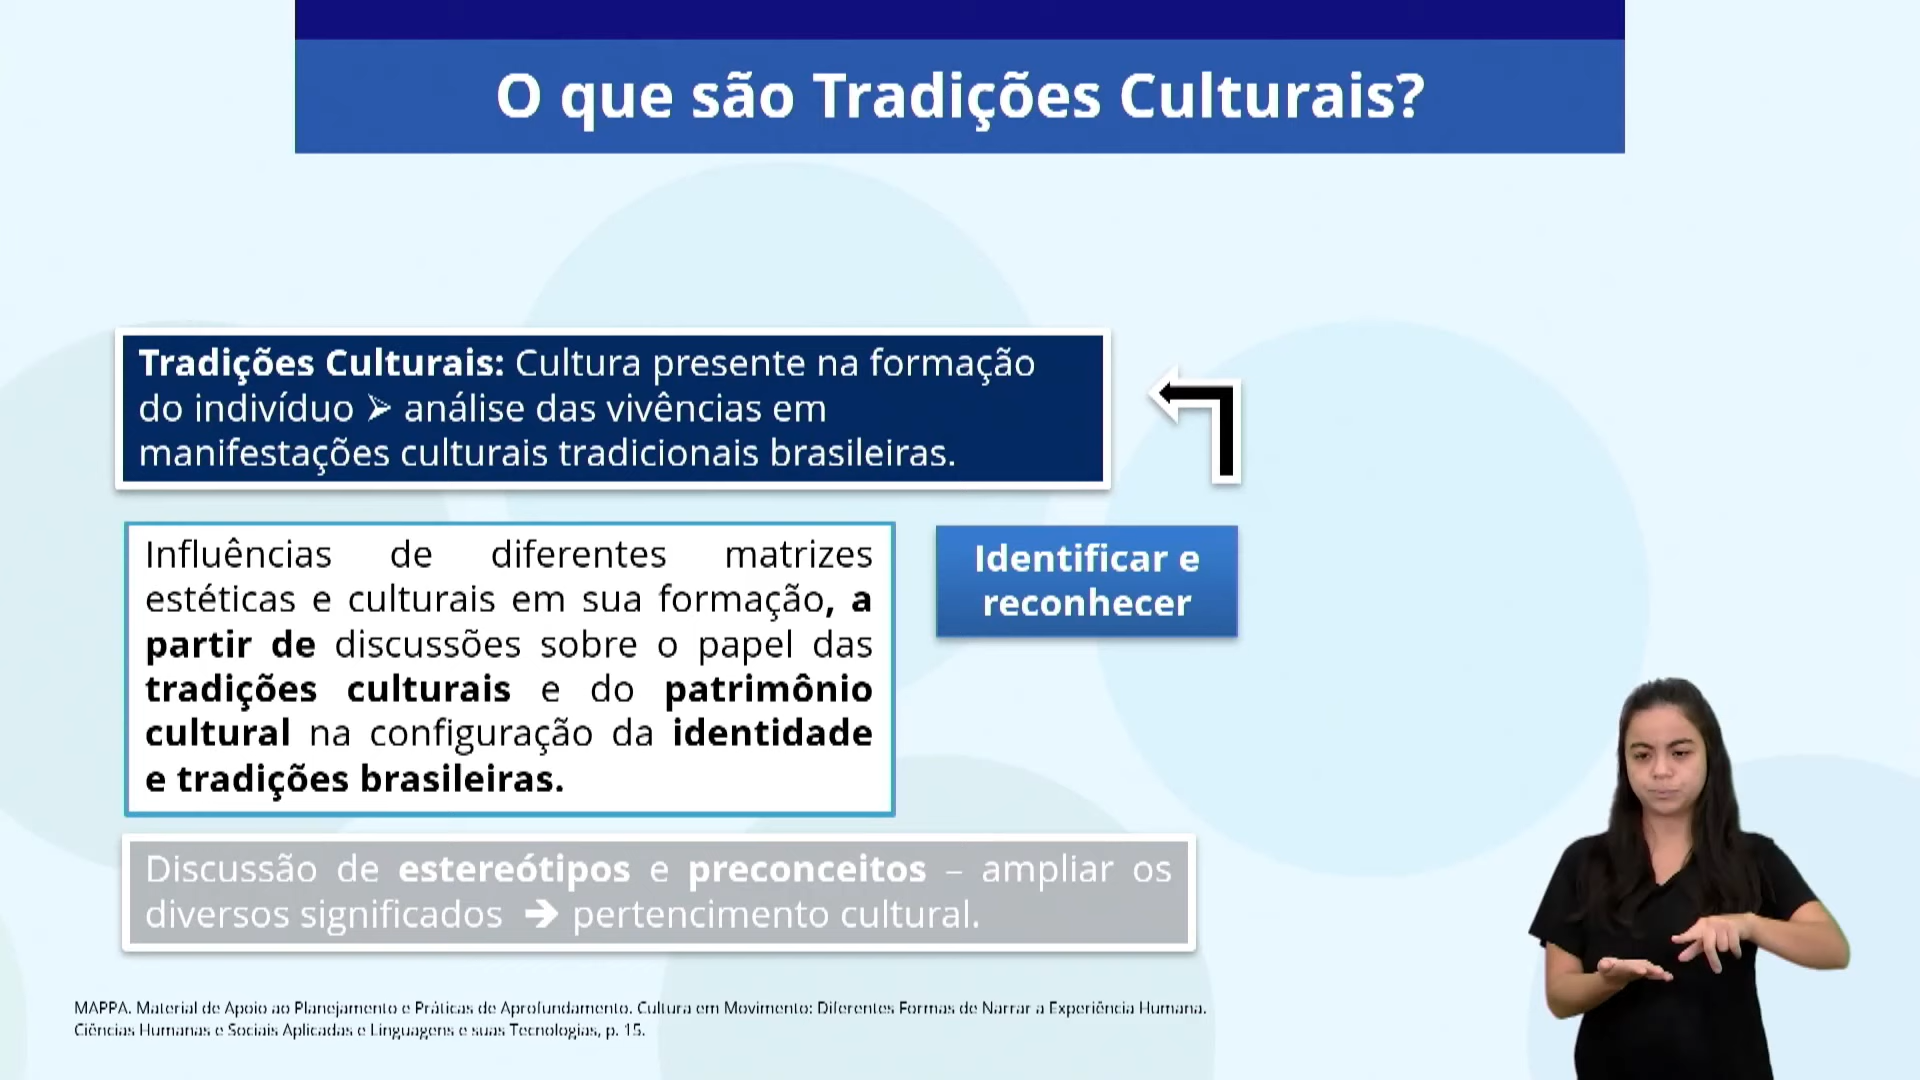 O que são Tradições Culturais?
Tradições Culturais: Cultura presente na formação
do indivíduo ➢ análise das vivências em
manifestações culturais tradicionais brasileiras.
Influências de diferentes matrizes
estéticas e culturais em sua formação, a
partir de discussões sobre o papel das
tradições culturais e do patrimônio
cultural na configuração da identidade
e tradições brasileiras.
Identificar e
reconhecer
Discussão de estereótipos e preconceitos – ampliar os
diversos significados ➔ pertencimento cultural.
MAPPA. Material de Apoio ao Planejamento e Práticas de Aprofundamento. Cultura em Movimento: Diferentes Formas de Narrar a Experiência Humana.
Ciências Humanas e Sociais Aplicadas e Linguagens e suas Tecnologias, p. 15.